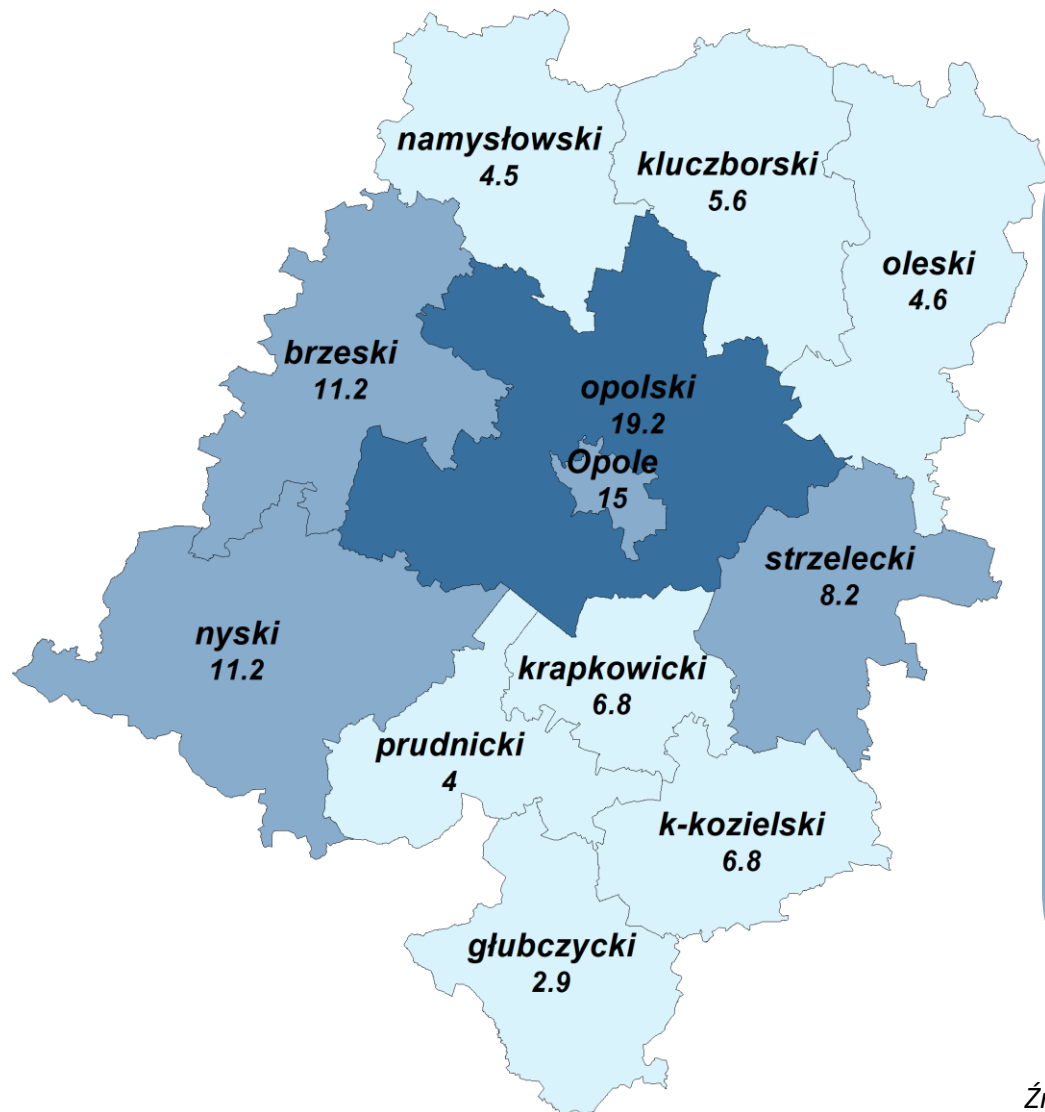 namysłowski
4.5
kluczborski
5.6
oleski
4.6
brzeski
11.2
opolski
19.2
Opole
15
strzelecki
8.2
nyski
11.2
krapkowicki
6.8
prudnicki
4
k-kozielski
6.8
głubczycki
2.9